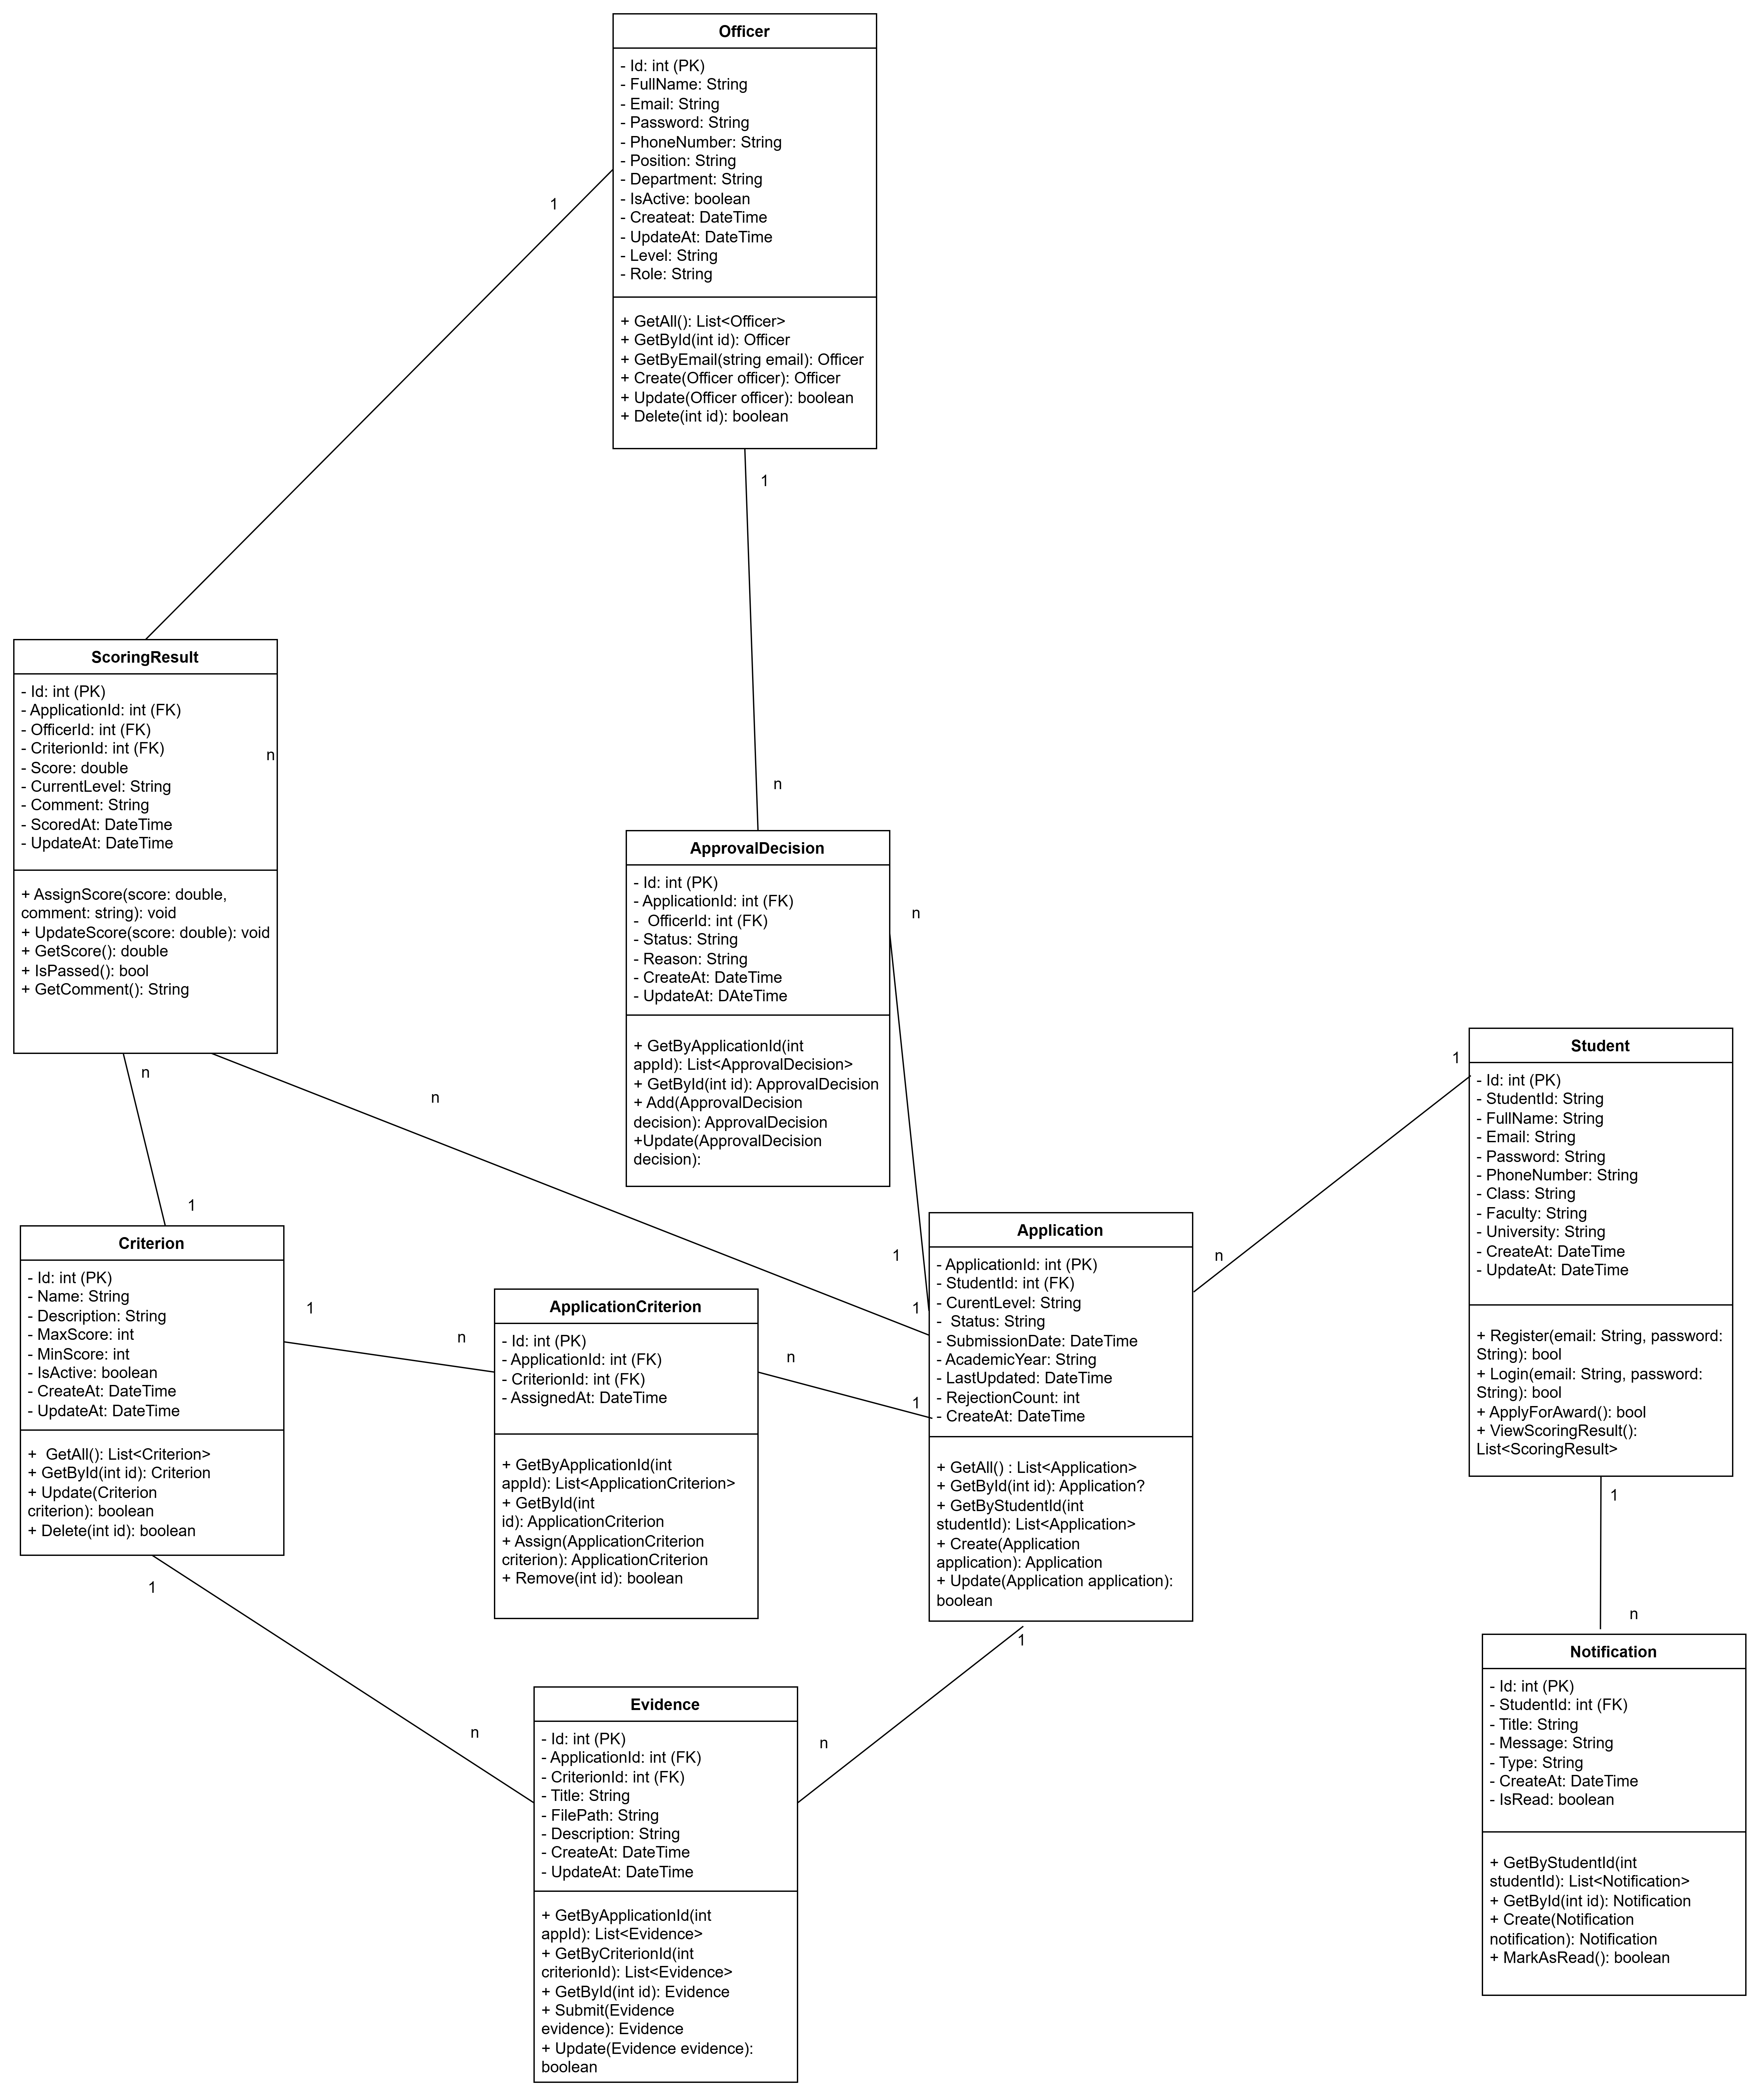 Officer
- Id: int (PK)
- FullName: String
- Email: String
- Password: String
- PhoneNumber: String
- Position: String
- Department: String
- IsActive: boolean
- Createat: DateTime
- UpdateAt: DateTime
- Level: String
- Role: String
+ GetAll(): List<Officer>
+ GetById(int id): Officer
+ GetByEmail(string email): Officer
+ Create(Officer officer): Officer
+ Update(Officer officer): boolean
+ Delete(int id): boolean
1
1
ScoringResult
- Id: int (PK)
- ApplicationId: int (FK)
- OfficerId: int (FK)
- CriterionId: int (FK)
- Score: double
- CurrentLevel: String
- Comment: String
- ScoredAt: DateTime
- UpdateAt: DateTime
n
+ AssignScore(score: double,
comment: string): void
+ UpdateScore(score: double): void
+ GetScore(): double
+ IsPassed(): bool
+ GetComment(): String
n
n
n
ApprovalDecision
- Id: int (PK)
- ApplicationId: int (FK)
-  OfficerId: int (FK)
- Status: String
- Reason: String
- CreateAt: DateTime
- UpdateAt: DAteTime
+ GetByApplicationId(int
appId): List<ApprovalDecision>
+ GetById(int id): ApprovalDecision
+ Add(ApprovalDecision
decision): ApprovalDecision
+Update(ApprovalDecision
decision):
n
1
Student
- Id: int (PK)
- StudentId: String
- FullName: String
- Email: String
- Password: String
- PhoneNumber: String
- Class: String
- Faculty: String
- University: String
- CreateAt: DateTime
- UpdateAt: DateTime
+ Register(email: String, password:
String): bool
+ Login(email: String, password:
String): bool
+ ApplyForAward(): bool
+ ViewScoringResult():
List<ScoringResult>
1
1
Criterion
- Id: int (PK)
- Name: String
- Description: String
- MaxScore: int
- MinScore: int
- IsActive: boolean
- CreateAt: DateTime
- UpdateAt: DateTime
+  GetAll(): List<Criterion>
+ GetById(int id): Criterion
+ Update(Criterion
criterion): boolean
+ Delete(int id): boolean
1
n
1
ApplicationCriterion
- Id: int (PK)
- ApplicationId: int (FK)
- CriterionId: int (FK)
- AssignedAt: DateTime
+ GetByApplicationId(int
appId): List<ApplicationCriterion>
+ GetById(int
id): ApplicationCriterion
+ Assign(ApplicationCriterion
criterion): ApplicationCriterion
+ Remove(int id): boolean
n
1
1
1
n
Application
- ApplicationId: int (PK)
- StudentId: int (FK)
- CurentLevel: String
-  Status: String
- SubmissionDate: DateTime
- AcademicYear: String
- LastUpdated: DateTime
- RejectionCount: int
- CreateAt: DateTime
+ GetAll() : List<Application>
+ GetById(int id): Application?
+ GetByStudentId(int
studentId): List<Application>
+ Create(Application
application): Application
+ Update(Application application):
boolean
1
n
n
Evidence
- Id: int (PK)
- ApplicationId: int (FK)
- CriterionId: int (FK)
- Title: String
- FilePath: String
- Description: String
- CreateAt: DateTime
- UpdateAt: DateTime
+ GetByApplicationId(int
appId): List<Evidence>
+ GetByCriterionId(int
criterionId): List<Evidence>
+ GetById(int id): Evidence
+ Submit(Evidence
evidence): Evidence
+ Update(Evidence evidence):
boolean
n
Notification
- Id: int (PK)
- StudentId: int (FK)
- Title: String
- Message: String
- Type: String
- CreateAt: DateTime
- IsRead: boolean
+ GetByStudentId(int
studentId): List<Notification>
+ GetById(int id): Notification
+ Create(Notification
notification): Notification
+ MarkAsRead(): boolean